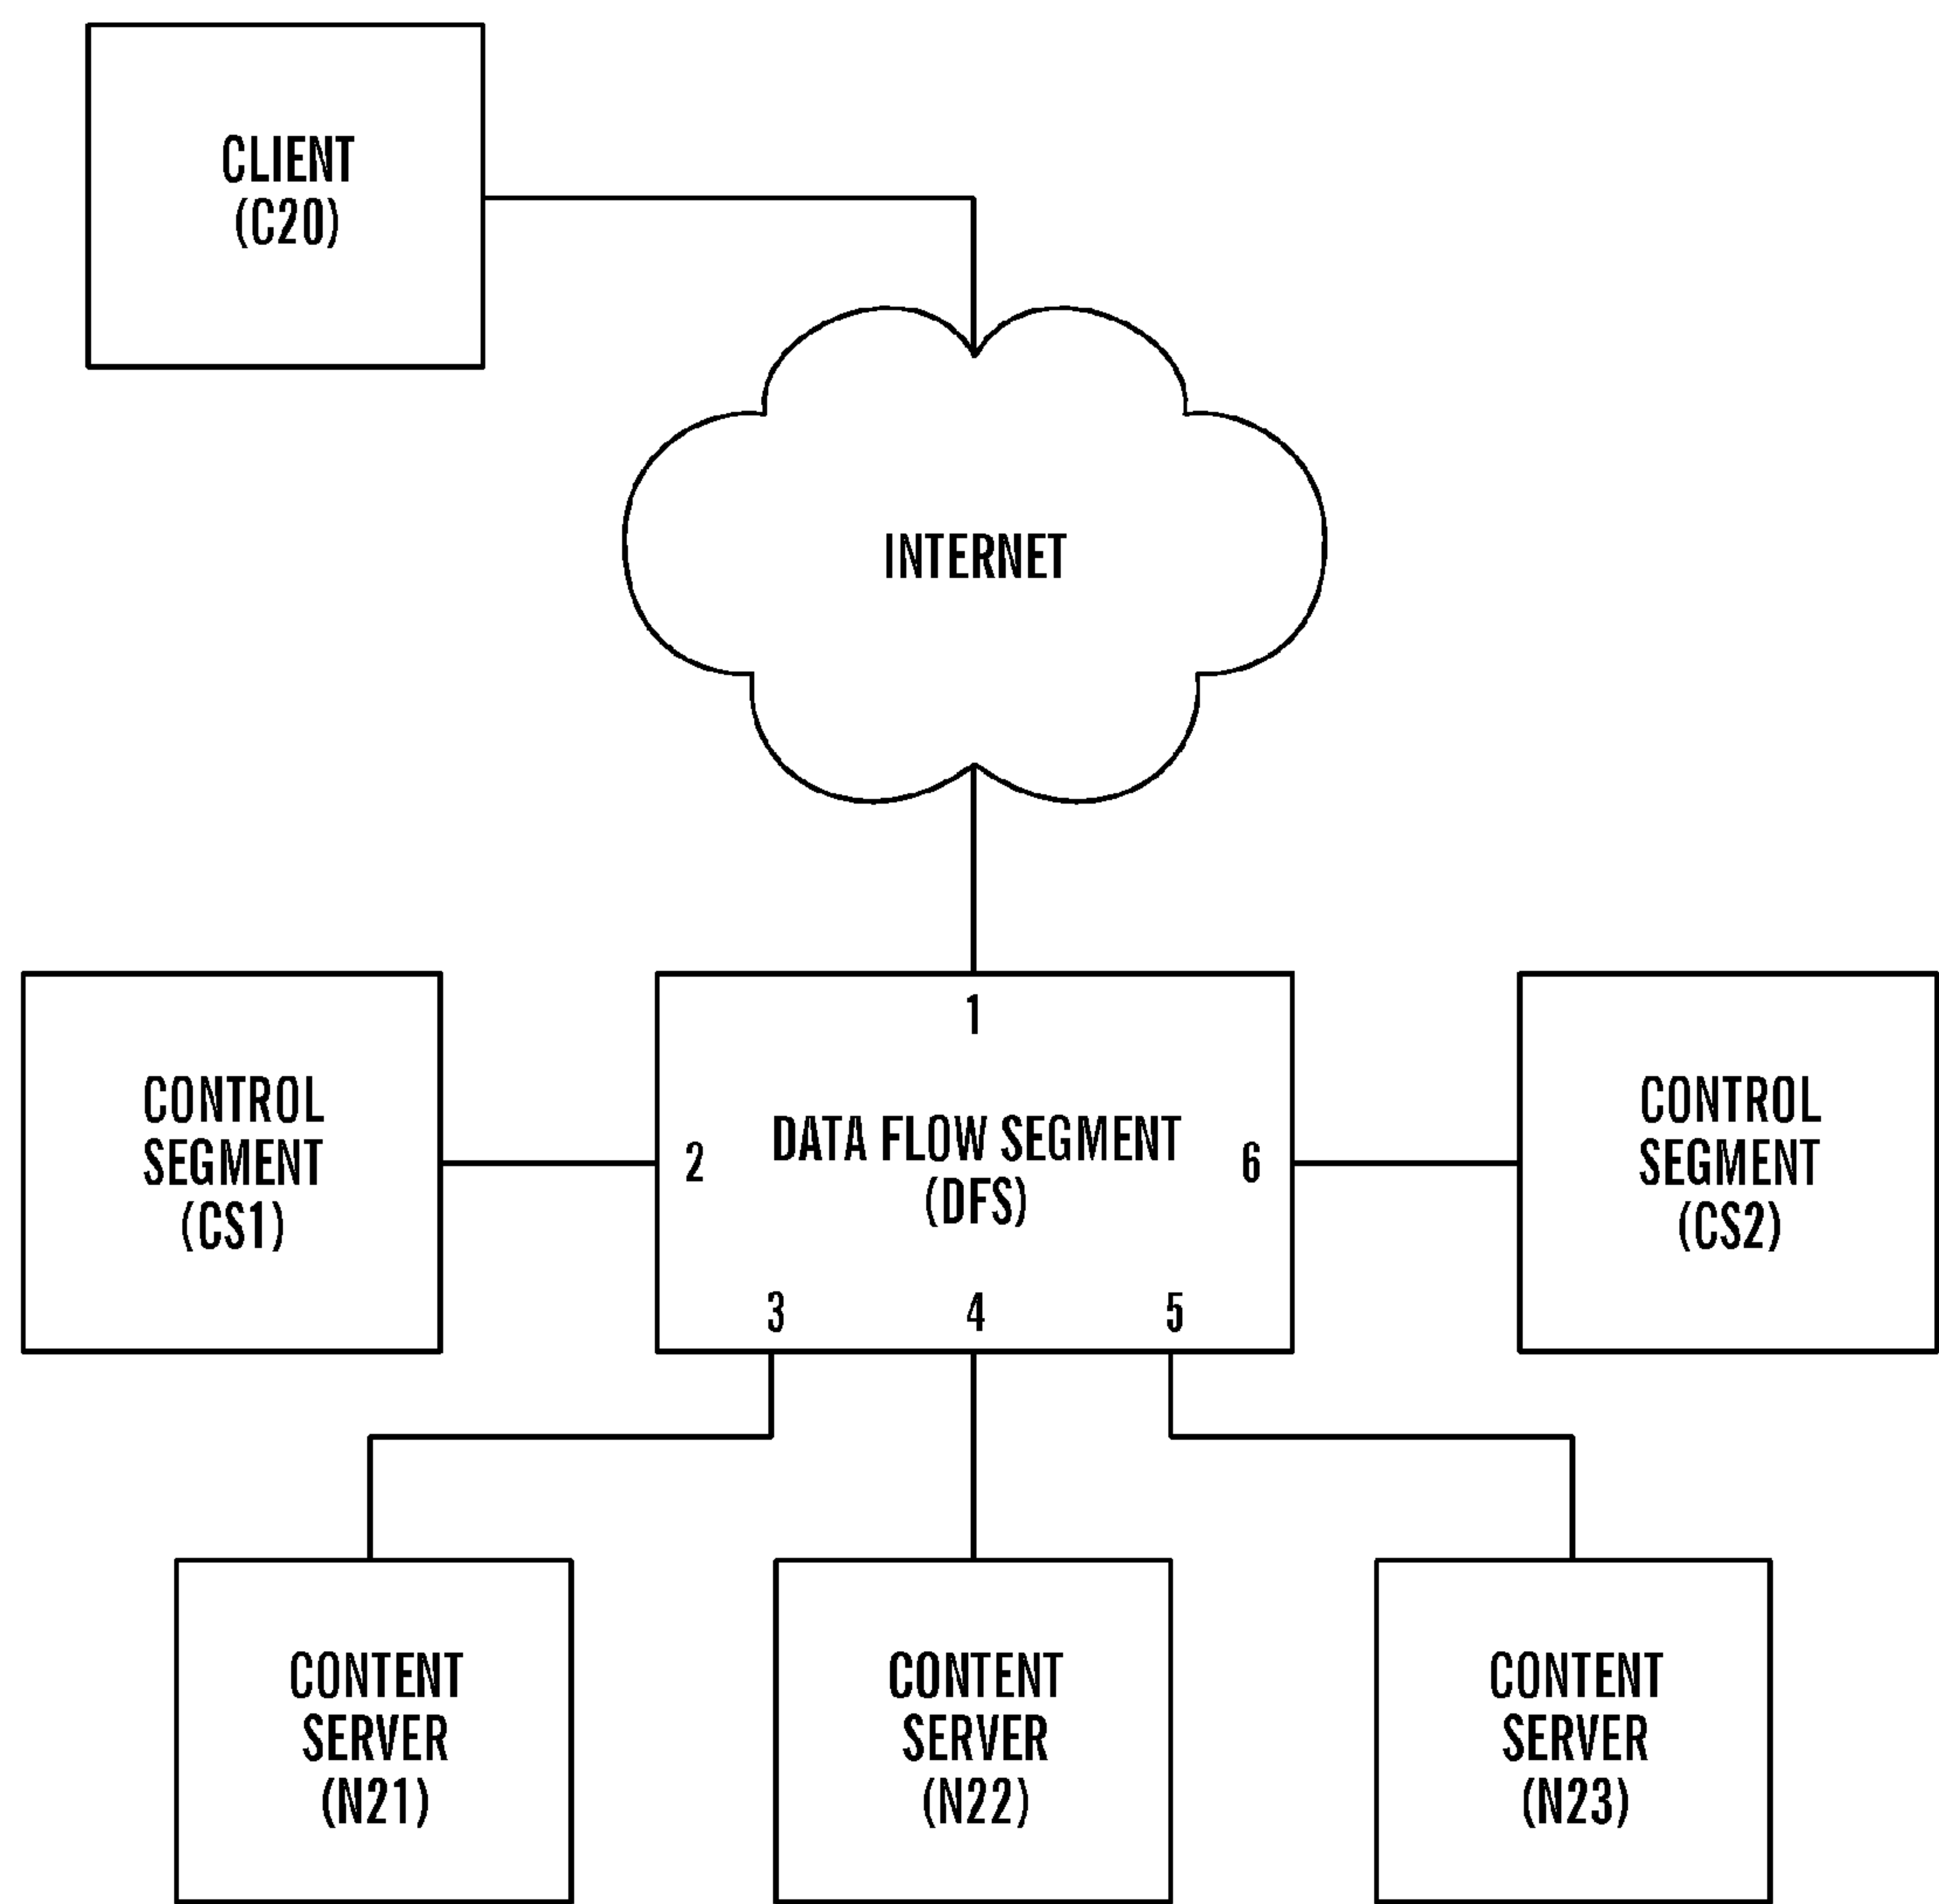 CLIENT
(C20)
INTERNET
CONTROL
SEGMENT
(CS1)
1
2
DATA FLOW SEGMENT
(DFS)
6
3
4
5
CONTROL
SEGMENT
(CS2)
CONTENT
SERVER
(N21)
CONTENT
SERVER
(N22)
CONTENT
SERVER
(N23)